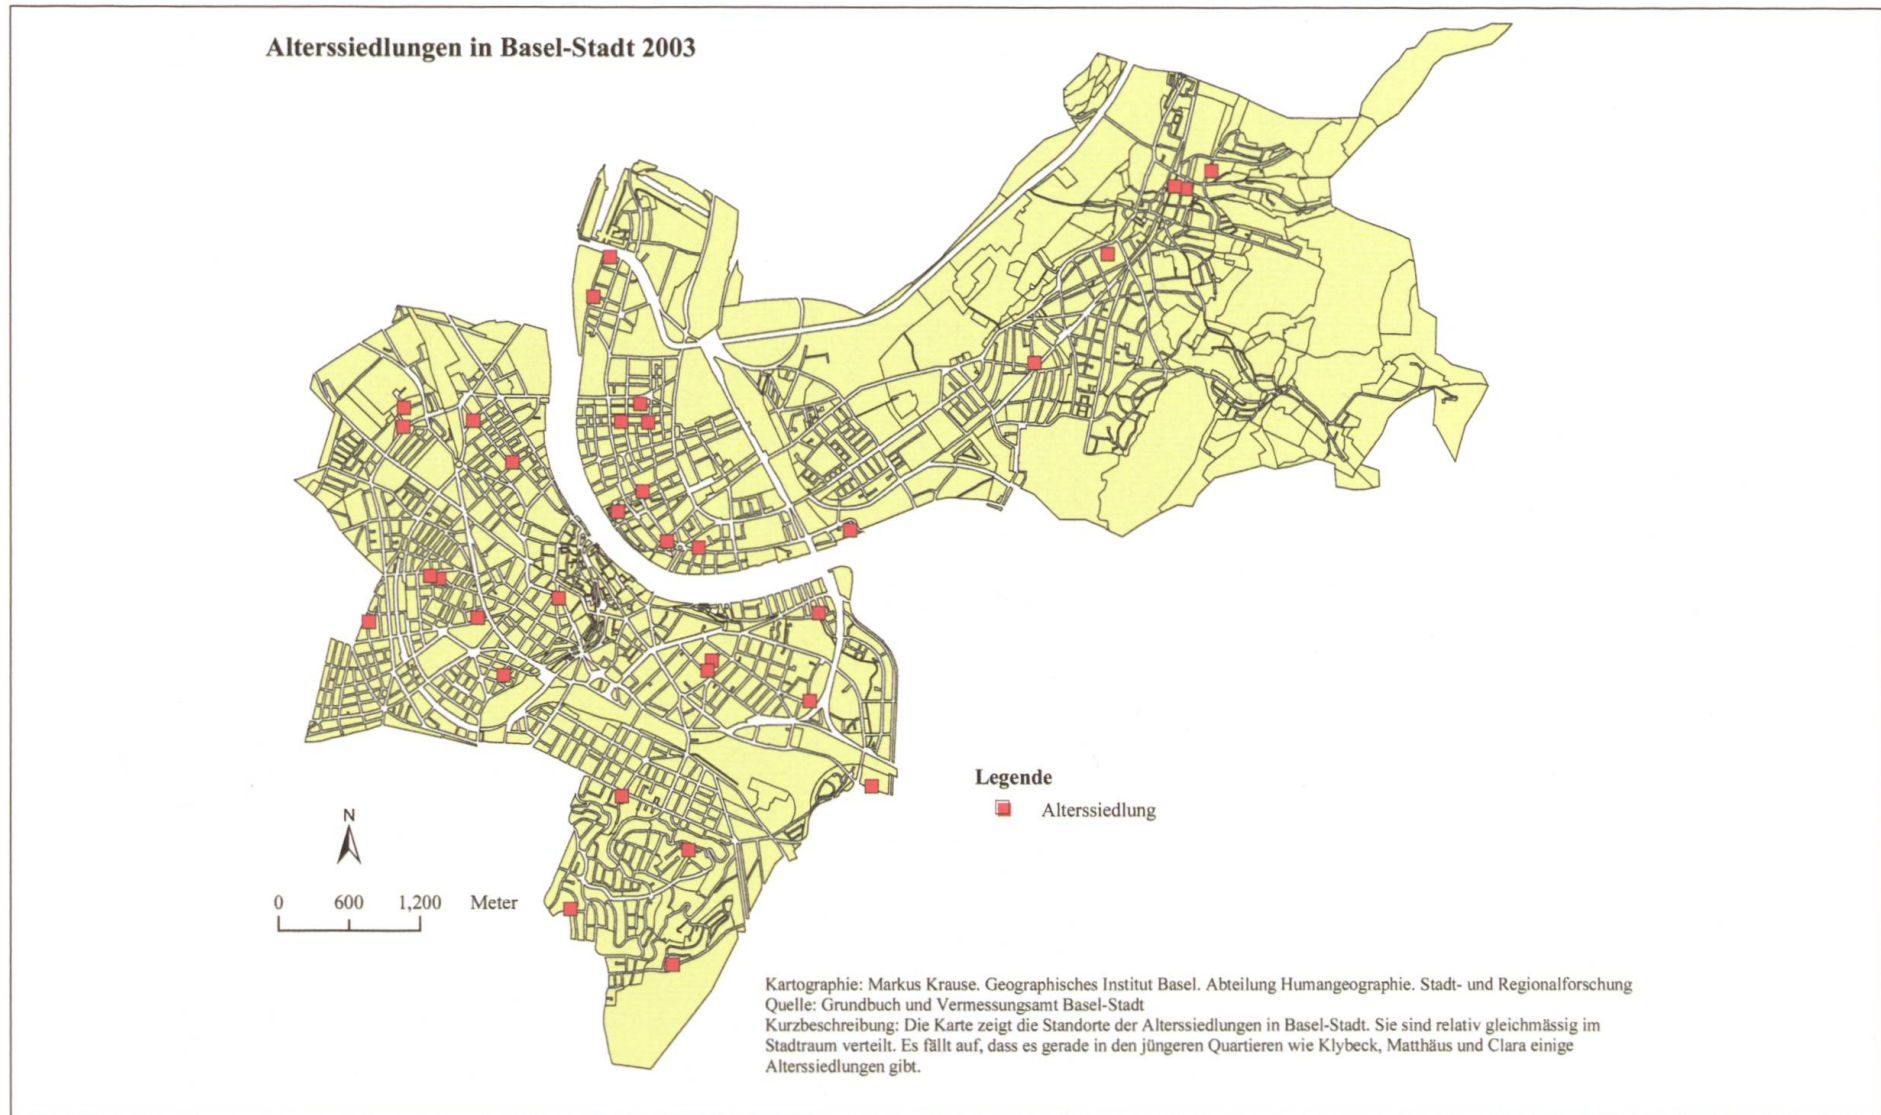 Alterssiedlungen in Basel-Stadt 2003
Legende
Alterssiedlung
N
0 600 1,200 Meter
Kartographie: Markus Krause. Geographisches Institut Basel. Abteilung Humangeographie. Stadt- und Regionalforschung
Quelle: Grundbuch und Vermessungsamt Basel-Stadt
Kurzbeschreibung: Die Karte zeigt die Standorte der Alterssiedlungen in Basel-Stadt. Sie sind relativ gleichmässig im
Stadtraum verteilt. Es fällt auf, dass es gerade in den jüngeren Quartieren wie Klybeck, Matthäus und Clara einige
Alterssiedlungen gibt.